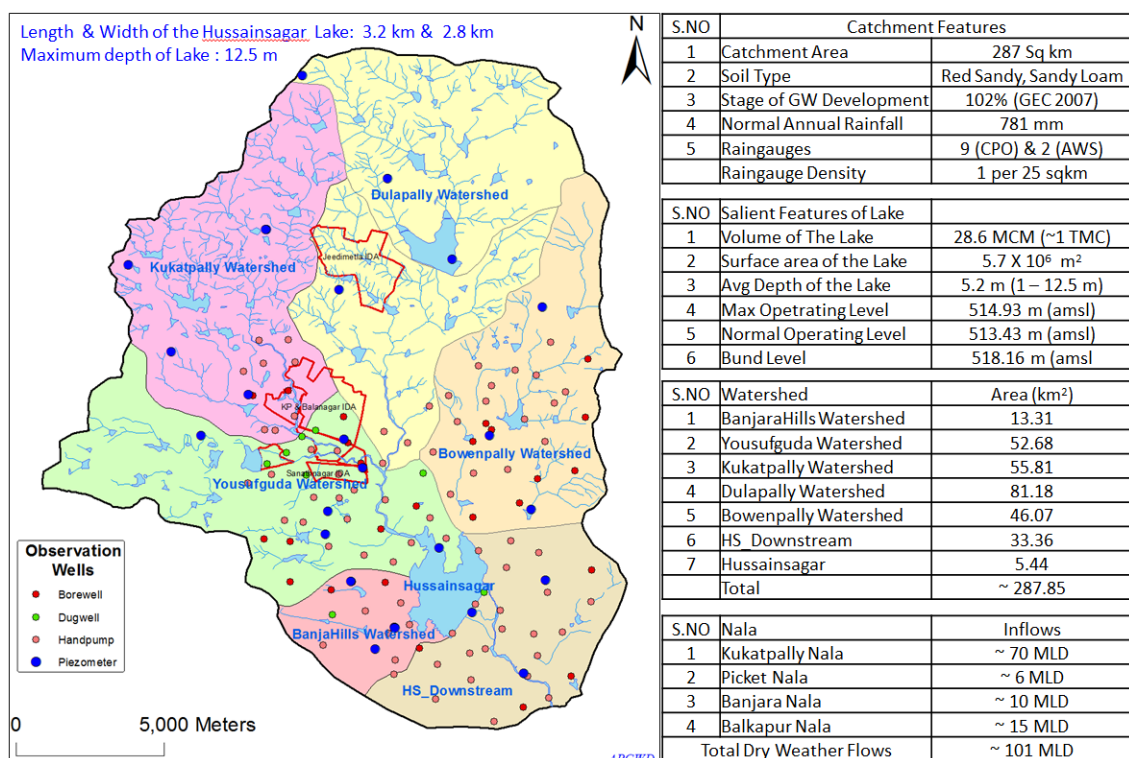 Length & Width of the Hussainsagar Lake: 3.2 km & 2.8 km
Maximum depth of Lake : 12.5 m
N
Dulapally Watershed
Jeedimetla IDA
Kukatpally Watershed
KP & Balanagar IDA
Bowenpally Watershed
Sanathnagar IDA
Yousufguda Watershed
Hussainsagar
BanjaHills Watershed
HS_Downstream
Observation
Wells
Borewell
Dugwell
Handpump
Piezometer
0 5,000 Meters
S.NO Catchment Features
1 Catchment Area 287 Sq km
2 Soil Type Red Sandy, Sandy Loam
3 Stage of GW Development 102% (GEC 2007)
4 Normal Annual Rainfall 781 mm
5 Raingauges 9 (CPO) & 2 (AWS)
Raingauge Density 1 per 25 sqkm
S.NO Salient Features of Lake
1 Volume of The Lake 28.6 MCM (~1 TMC)
2 Surface area of the Lake 5.7 X 10⁶ m²
3 Avg Depth of the Lake 5.2 m (1 – 12.5 m)
4 Max Opetrating Level 514.93 m (amsl)
5 Normal Operating Level 513.43 m (amsl)
6 Bund Level 518.16 m (amsl
S.NO Watershed Area (km²)
1 BanjaraHills Watershed 13.31
2 Yousufguda Watershed 52.68
3 Kukatpally Watershed 55.81
4 Dulapally Watershed 81.18
5 Bowenpally Watershed 46.07
6 HS_Downstream 33.36
7 Hussainsagar 5.44
Total ~ 287.85
S.NO Nala Inflows
1 Kukatpally Nala ~ 70 MLD
2 Picket Nala ~ 6 MLD
3 Banjara Nala ~ 10 MLD
4 Balkapur Nala ~ 15 MLD
Total Dry Weather Flows ~ 101 MLD